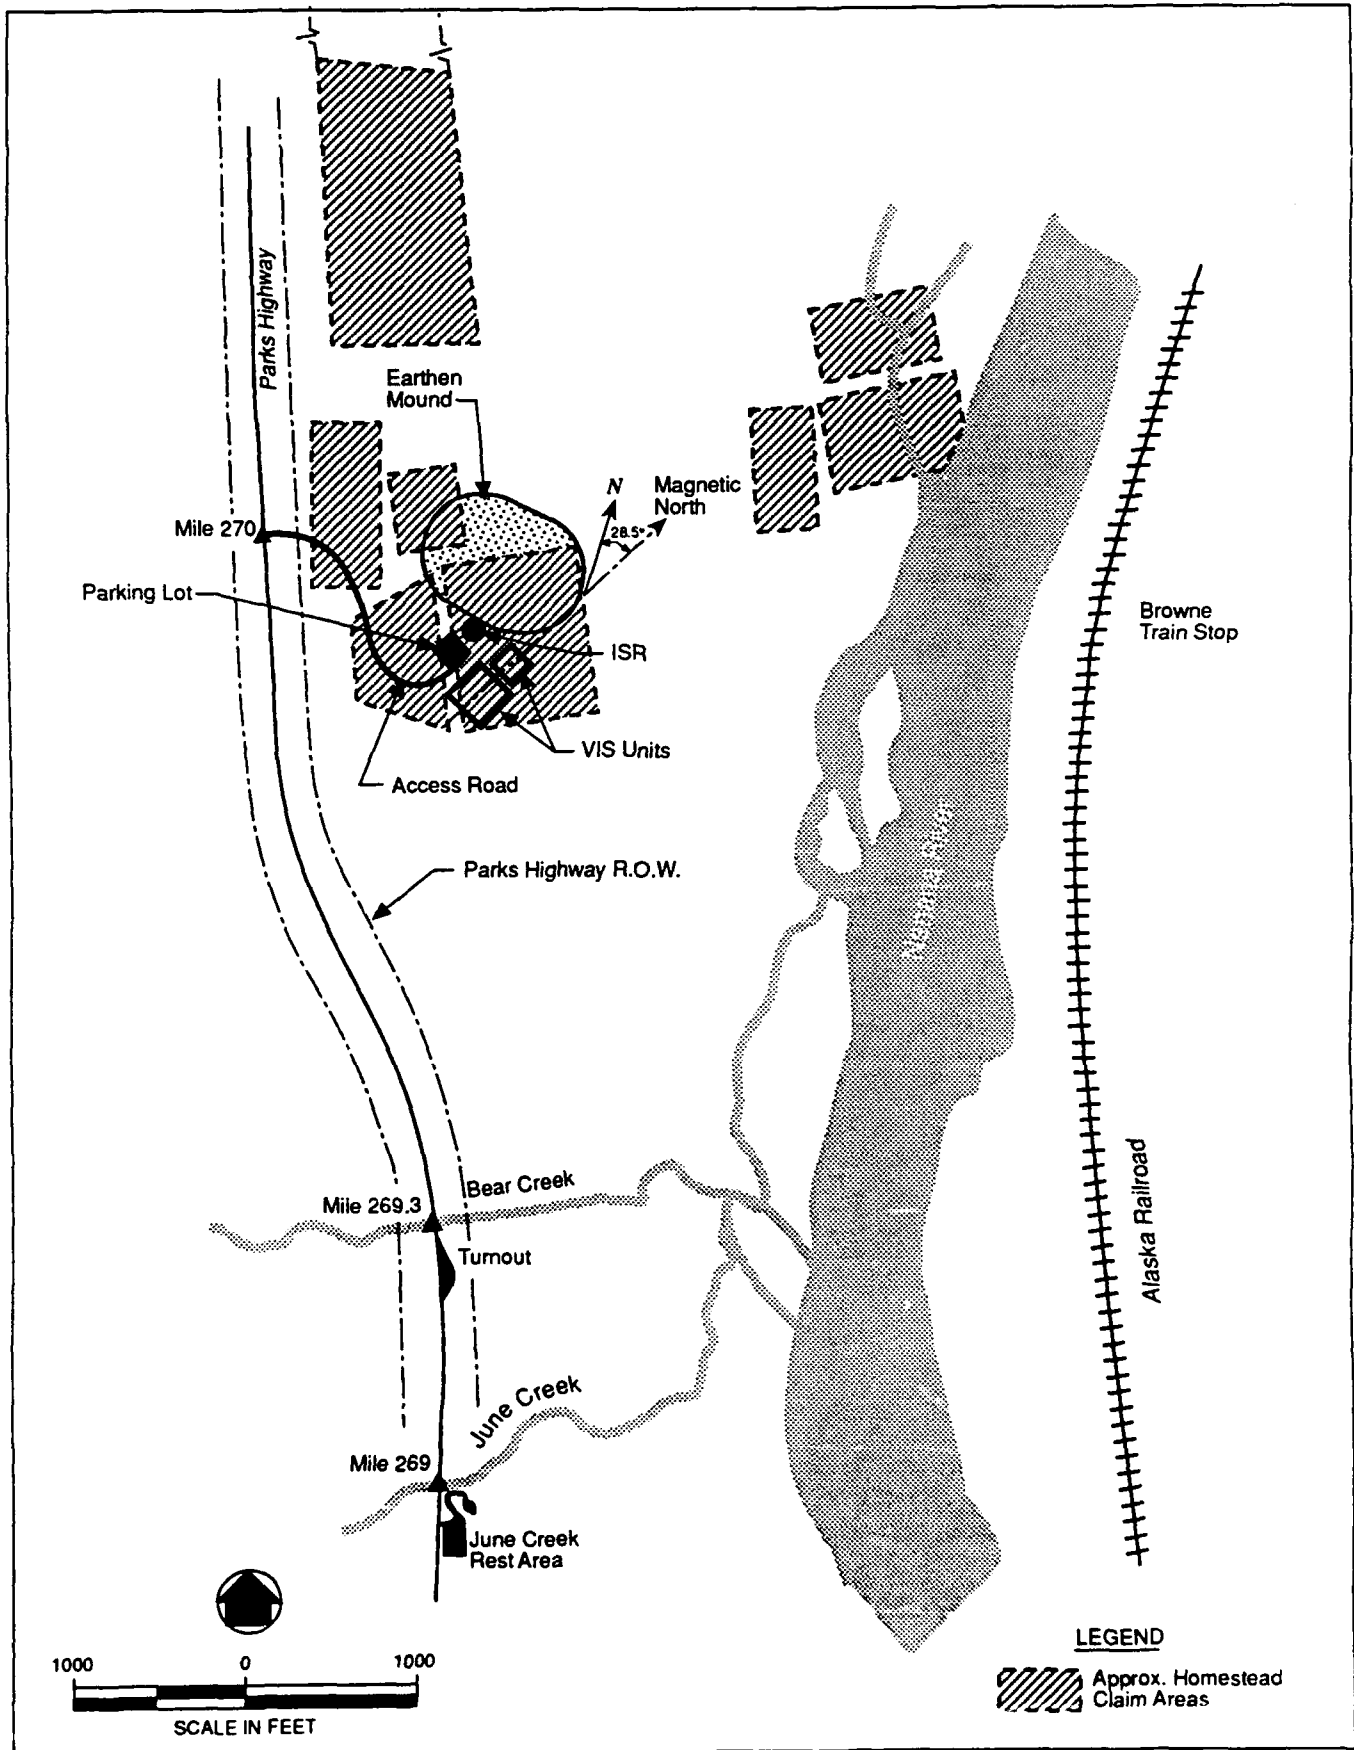 Parks Highway
Earthen
Mound
N
Magnetic
North
28.5°
Mile 270
Parking Lot
Browne
Train Stop
ISR
VIS Units
Access Road
Parks Highway R.O.W.
Nenana River
Bear Creek
Mile 269.3
Turnout
Alaska Railroad
June Creek
Mile 269
June Creek
Rest Area
LEGEND
Approx. Homestead
Claim Areas
1000 0 1000
SCALE IN FEET